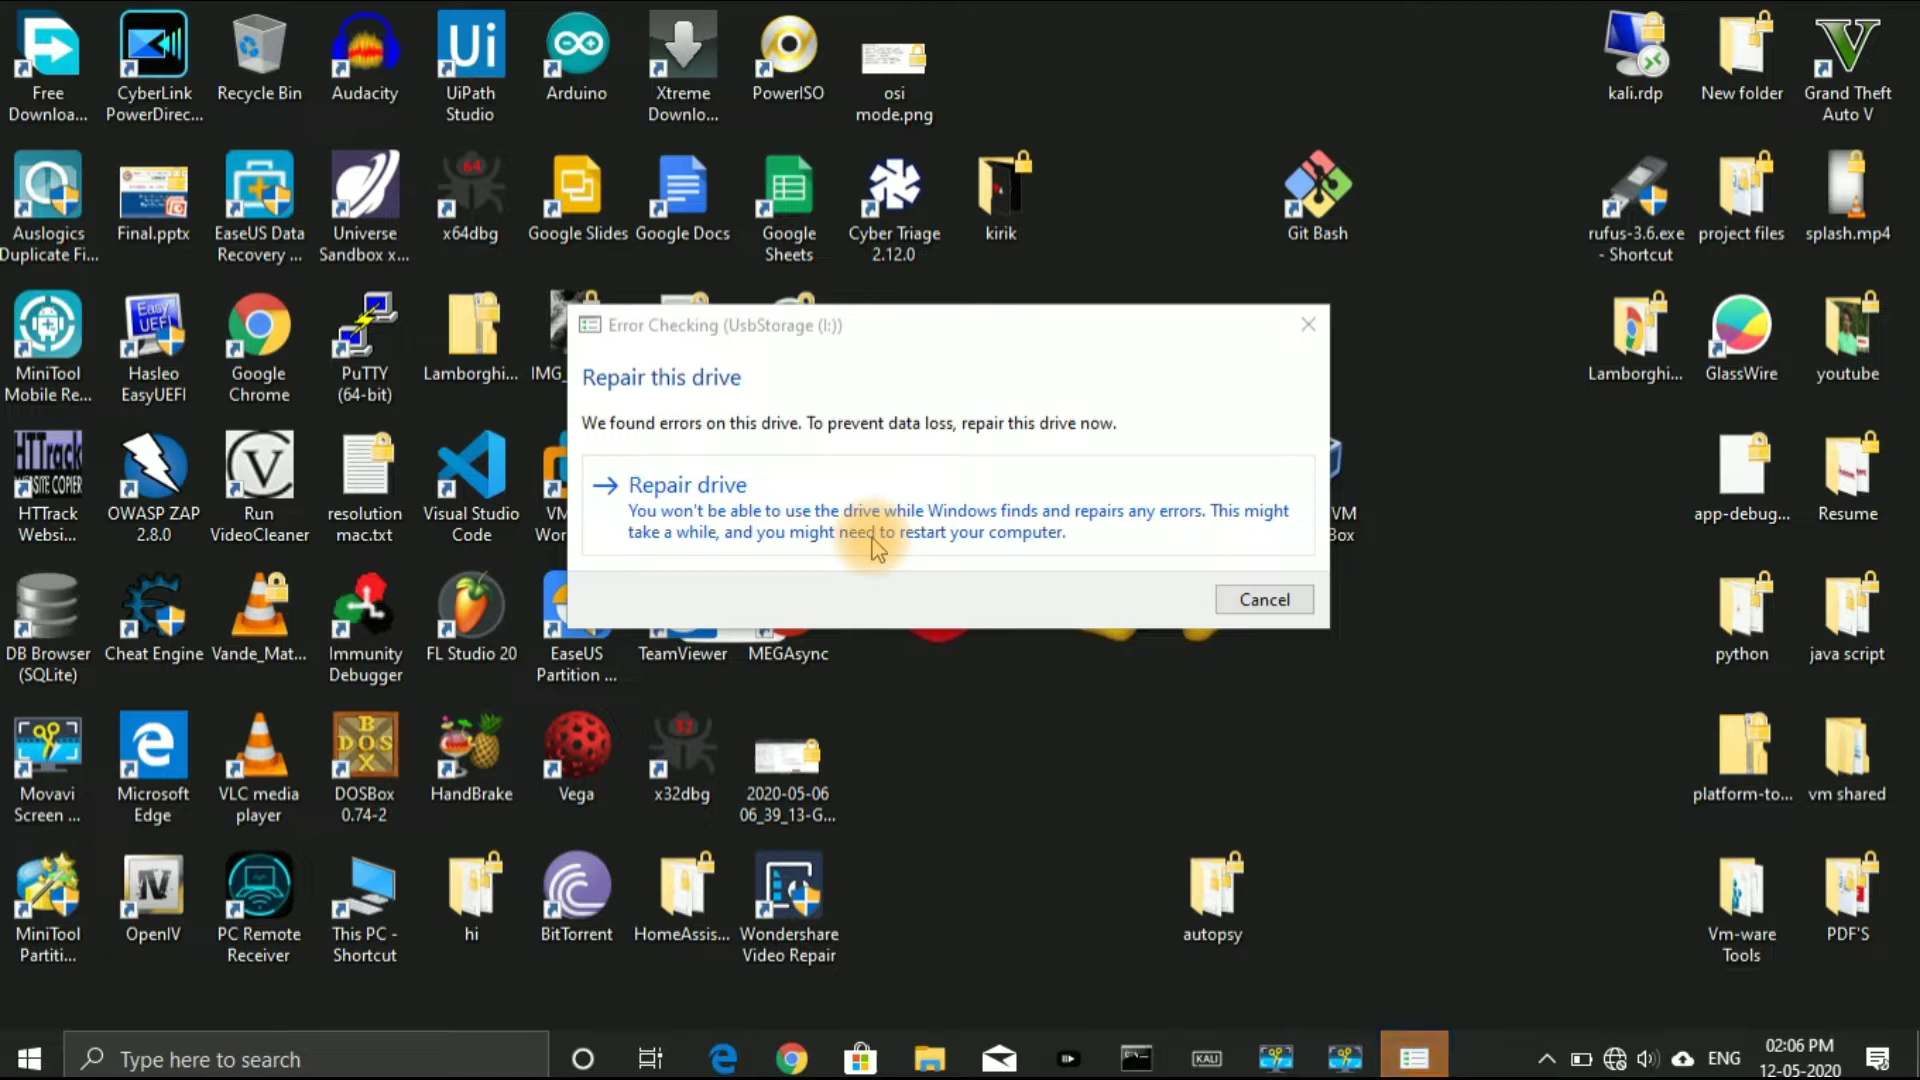 Free
Downloa...
CyberLink
PowerDirec...
Recycle Bin
Audacity
Ui
UiPath
Studio
Arduino
Xtreme
Downlo...
PowerISO
osi
mode.png
kali.rdp
New folder
Grand Theft
Auto V
Auslogics
Duplicate Fi...
Final.pptx
EaseUS Data
Recovery ...
Universe
Sandbox x...
64
x64dbg
Google Slides
Google Docs
Google
Sheets
Cyber Triage
2.12.0
kirik
Git Bash
rufus-3.6.exe
- Shortcut
project files
splash.mp4
Error Checking (UsbStorage (I:))
Repair this drive
We found errors on this drive. To prevent data loss, repair this drive now.
Repair drive
You won't be able to use the drive while Windows finds and repairs any errors. This might
take a while, and you might need to restart your computer.
Cancel
MiniTool
Mobile Re...
Easy
UEFI
Hasleo
EasyUEFI
Google
Chrome
PuTTY
(64-bit)
Lamborghi...
IMG_
Lamborghi...
GlassWire
youtube
HTTrack
WEBSITE COPIER
HTTrack
Websi...
OWASP ZAP
2.8.0
V
Run
VideoCleaner
resolution
mac.txt
Visual Studio
Code
VM
Wor
VM
Box
app-debug...
Resume
DB Browser
(SQLite)
Cheat Engine
Vande_Mat...
Immunity
Debugger
FL Studio 20
EaseUS
Partition ...
TeamViewer
MEGAsync
python
java script
Movavi
Screen ...
Microsoft
Edge
VLC media
player
B
DOS
X
DOSBox
0.74-2
HandBrake
Vega
32
x32dbg
2020-05-06
06_39_13-G...
platform-to...
vm shared
MiniTool
Partiti...
IV
OpenIV
PC Remote
Receiver
This PC -
Shortcut
hi
BitTorrent
HomeAssis...
Wondershare
Video Repair
autopsy
Vm-ware
Tools
PDF'S
Type here to search
KALI
ENG
02:06 PM
12-05-2020